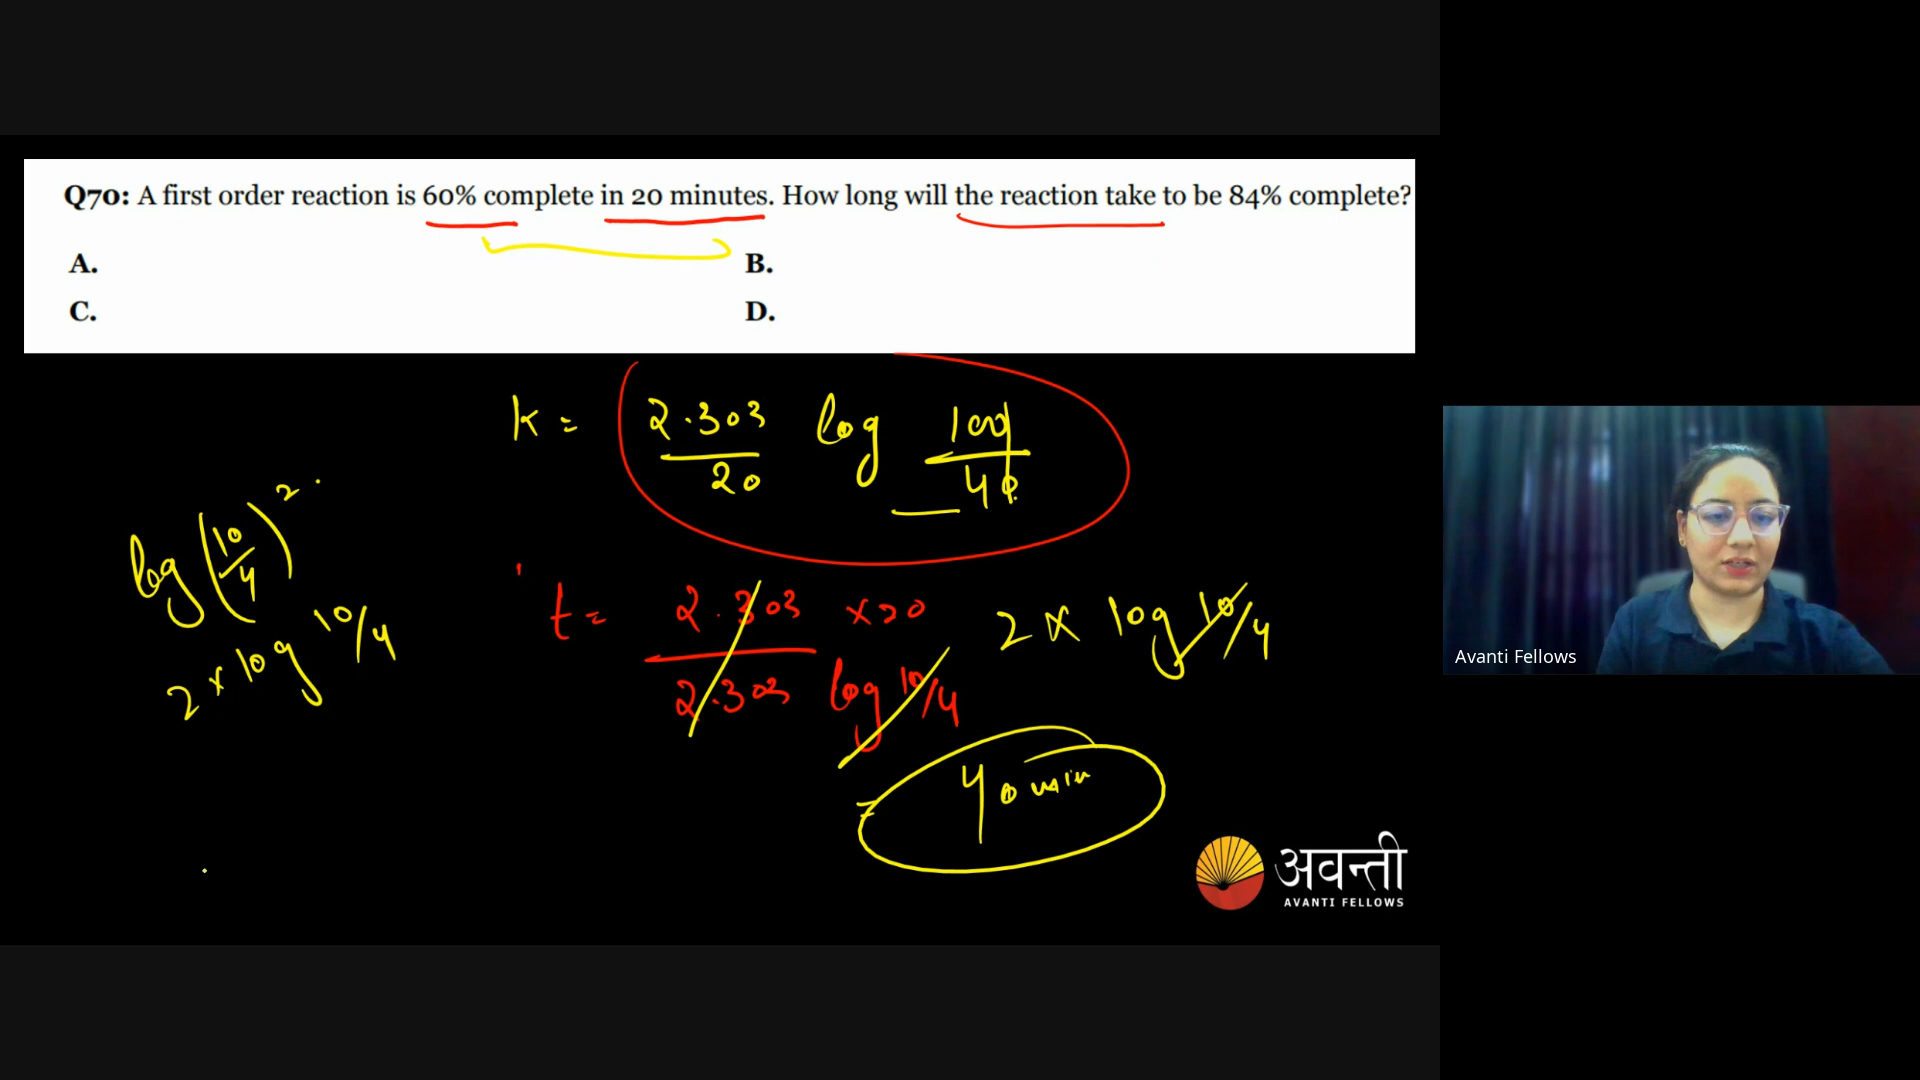 Q70: A first order reaction is 60% complete in 20 minutes. How long will the reaction take to be 84% complete?
A. B.
C. D.
k = 2.303/20 log 100/40
log (10/4)²
2 × log 10/4
t = 2.303 × 20 / 2.303 log 10/4 2 × log 10/4
= 40 min
Avanti Fellows
अवन्ती
AVANTI FELLOWS